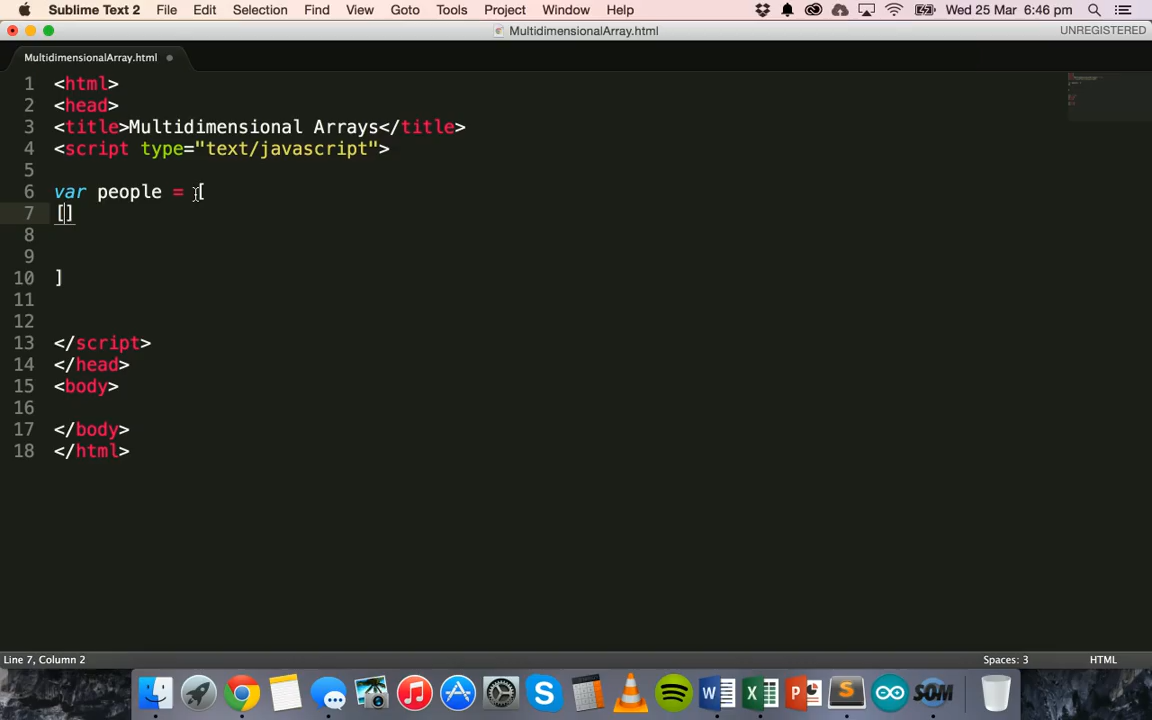 Sublime Text 2 File Edit Selection Find View Goto Tools Project Window Help Wed 25 Mar 6:46 pm
MultidimensionalArray.html UNREGISTERED
MultidimensionalArray.html
1 <html>
2 <head>
3 <title>Multidimensional Arrays</title>
4 <script type="text/javascript">
5
6 var people = [
7 []
8
9
10 ]
11
12
13 </script>
14 </head>
15 <body>
16
17 </body>
18 </html>
Line 7, Column 2 Spaces: 3 HTML
SOM